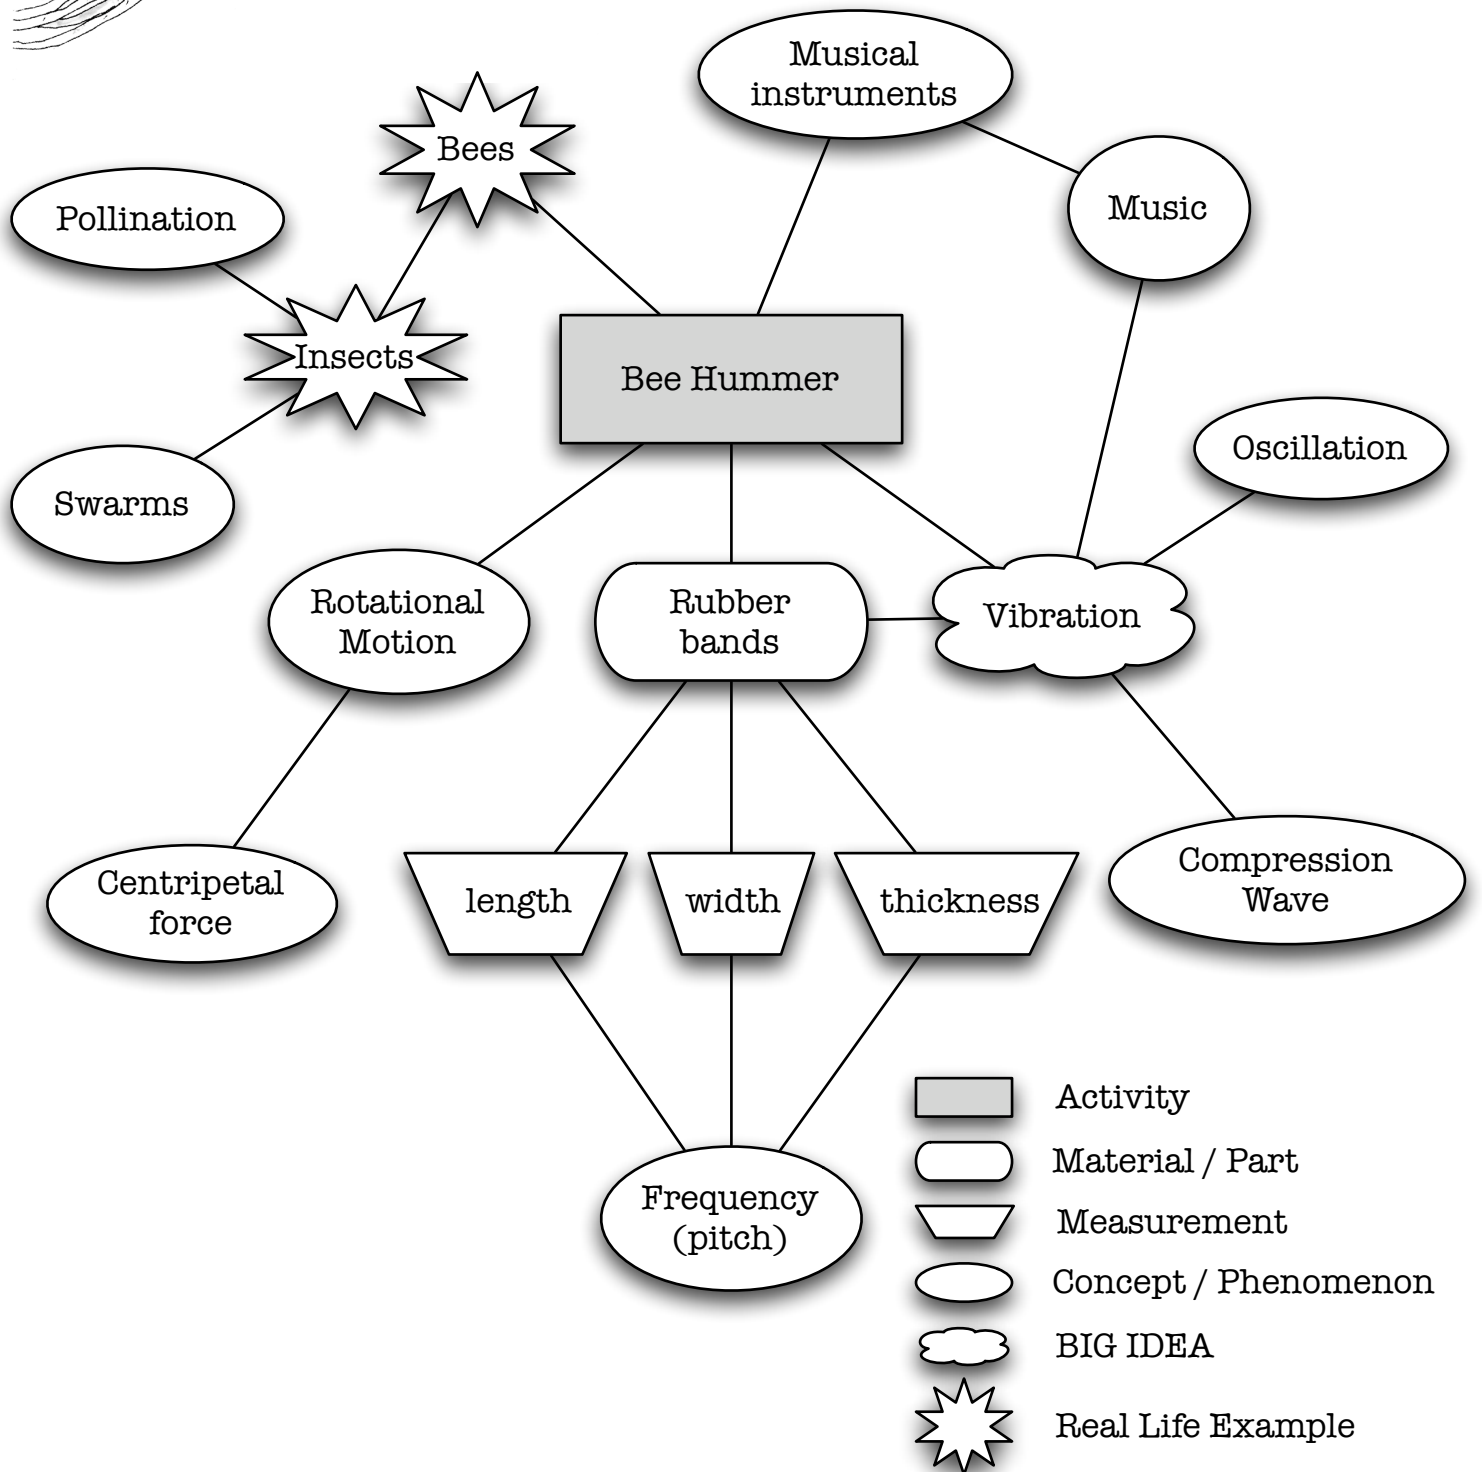 Musical
instruments
Bees
Music
Pollination
Insects
Bee Hummer
Oscillation
Swarms
Rotational
Motion
Rubber
bands
Vibration
Centripetal
force
length
width
thickness
Compression
Wave
Frequency
(pitch)
Activity
Material / Part
Measurement
Concept / Phenomenon
BIG IDEA
Real Life Example